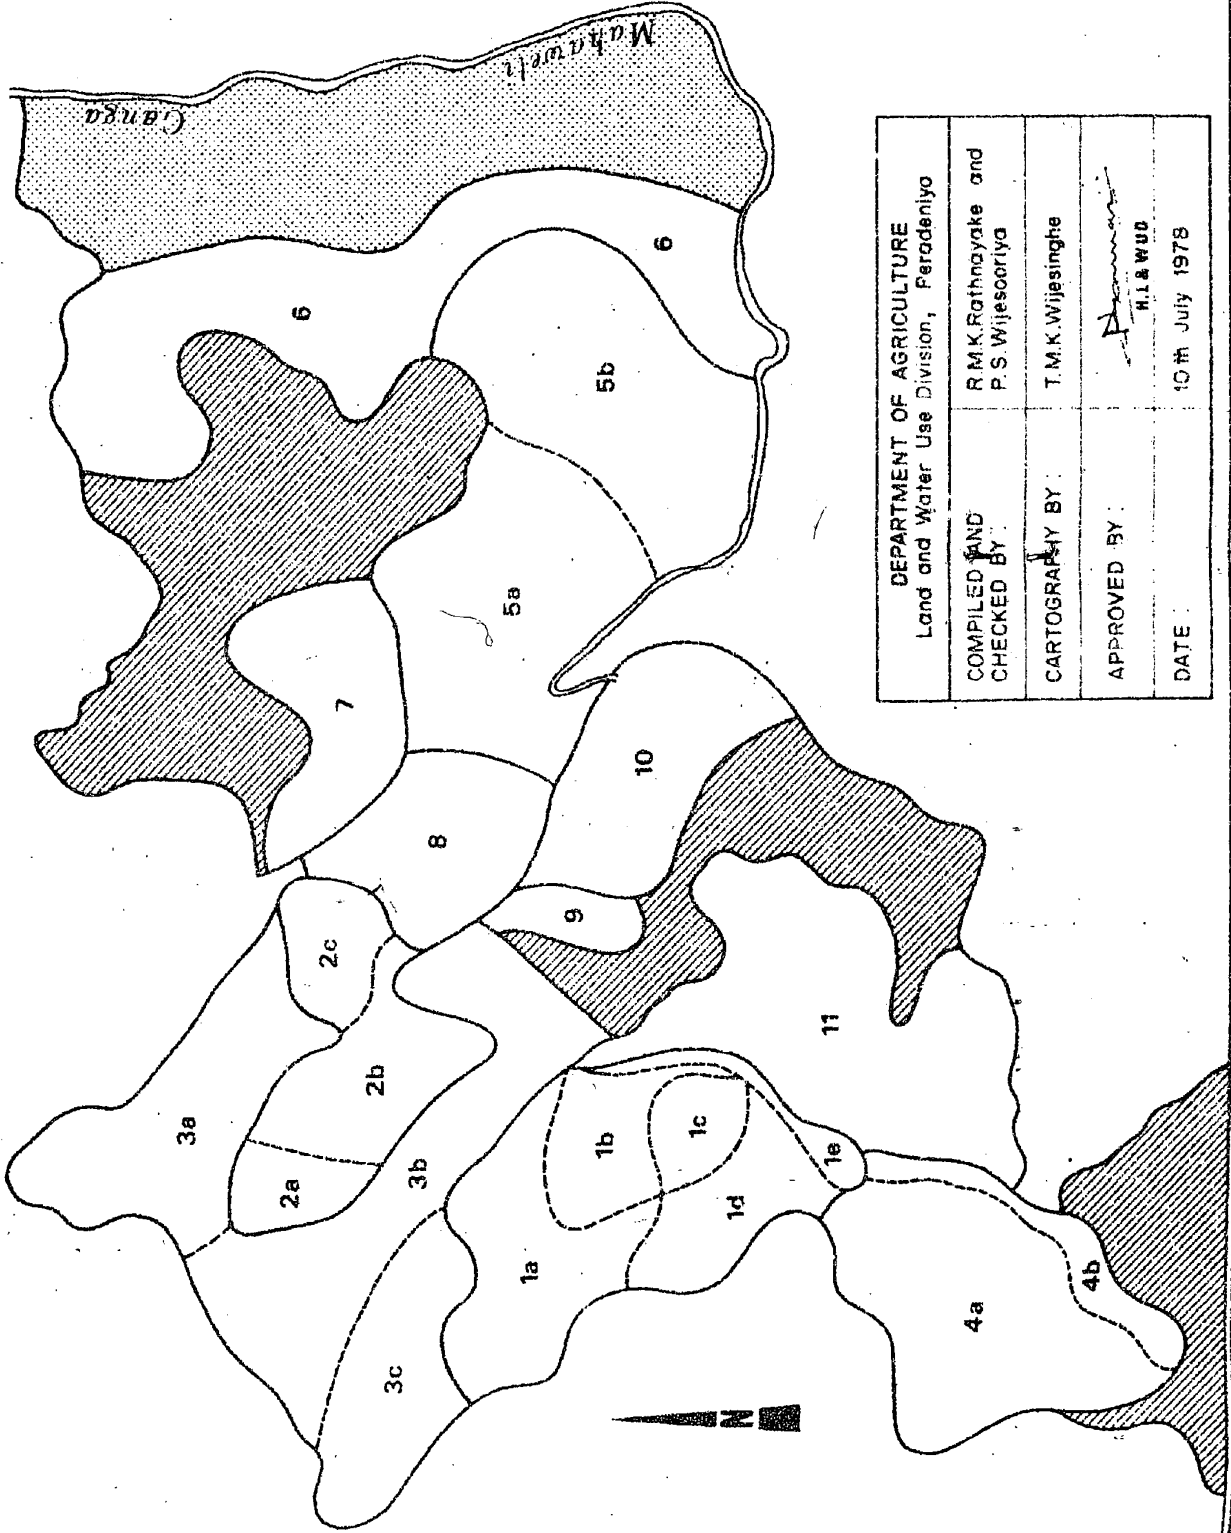 Mahaweli
Ganga
6
6
5b
5a
7
8
10
9
2c
2b
2a
3a
3b
3c
1a
1b
1c
1d
1e
11
4a
4b
N
DEPARTMENT OF AGRICULTURE
Land and Water Use Division, Peradeniya
COMPILED AND
CHECKED BY :
R.M.K.Rathnayake and
P.S.Wijesooriya
CARTOGRAPHY BY :
T.M.K.Wijesinghe
APPROVED BY :
H.L & WUD
DATE :
10th July 1978